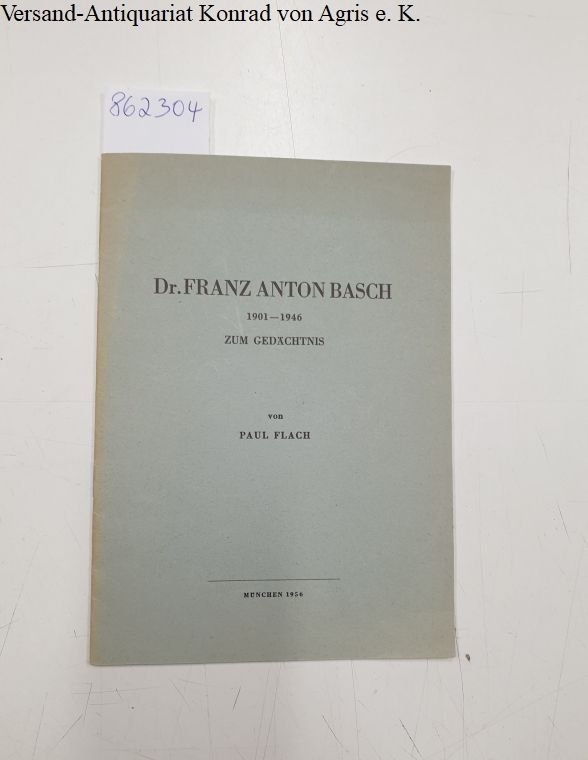 Versand-Antiquariat Konrad von Agris e. K.
862304
Dr. FRANZ ANTON BASCH
1901—1946
ZUM GEDÄCHTNIS
von
PAUL FLACH
MÜNCHEN 1956